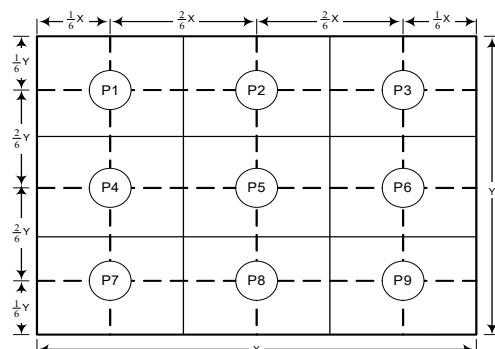 1/6 X 2/6 X 2/6 X 1/6 X
1/6 Y
P1 P2 P3
2/6 Y
P4 P5 P6 Y
2/6 Y
P7 P8 P9
1/6 Y
X